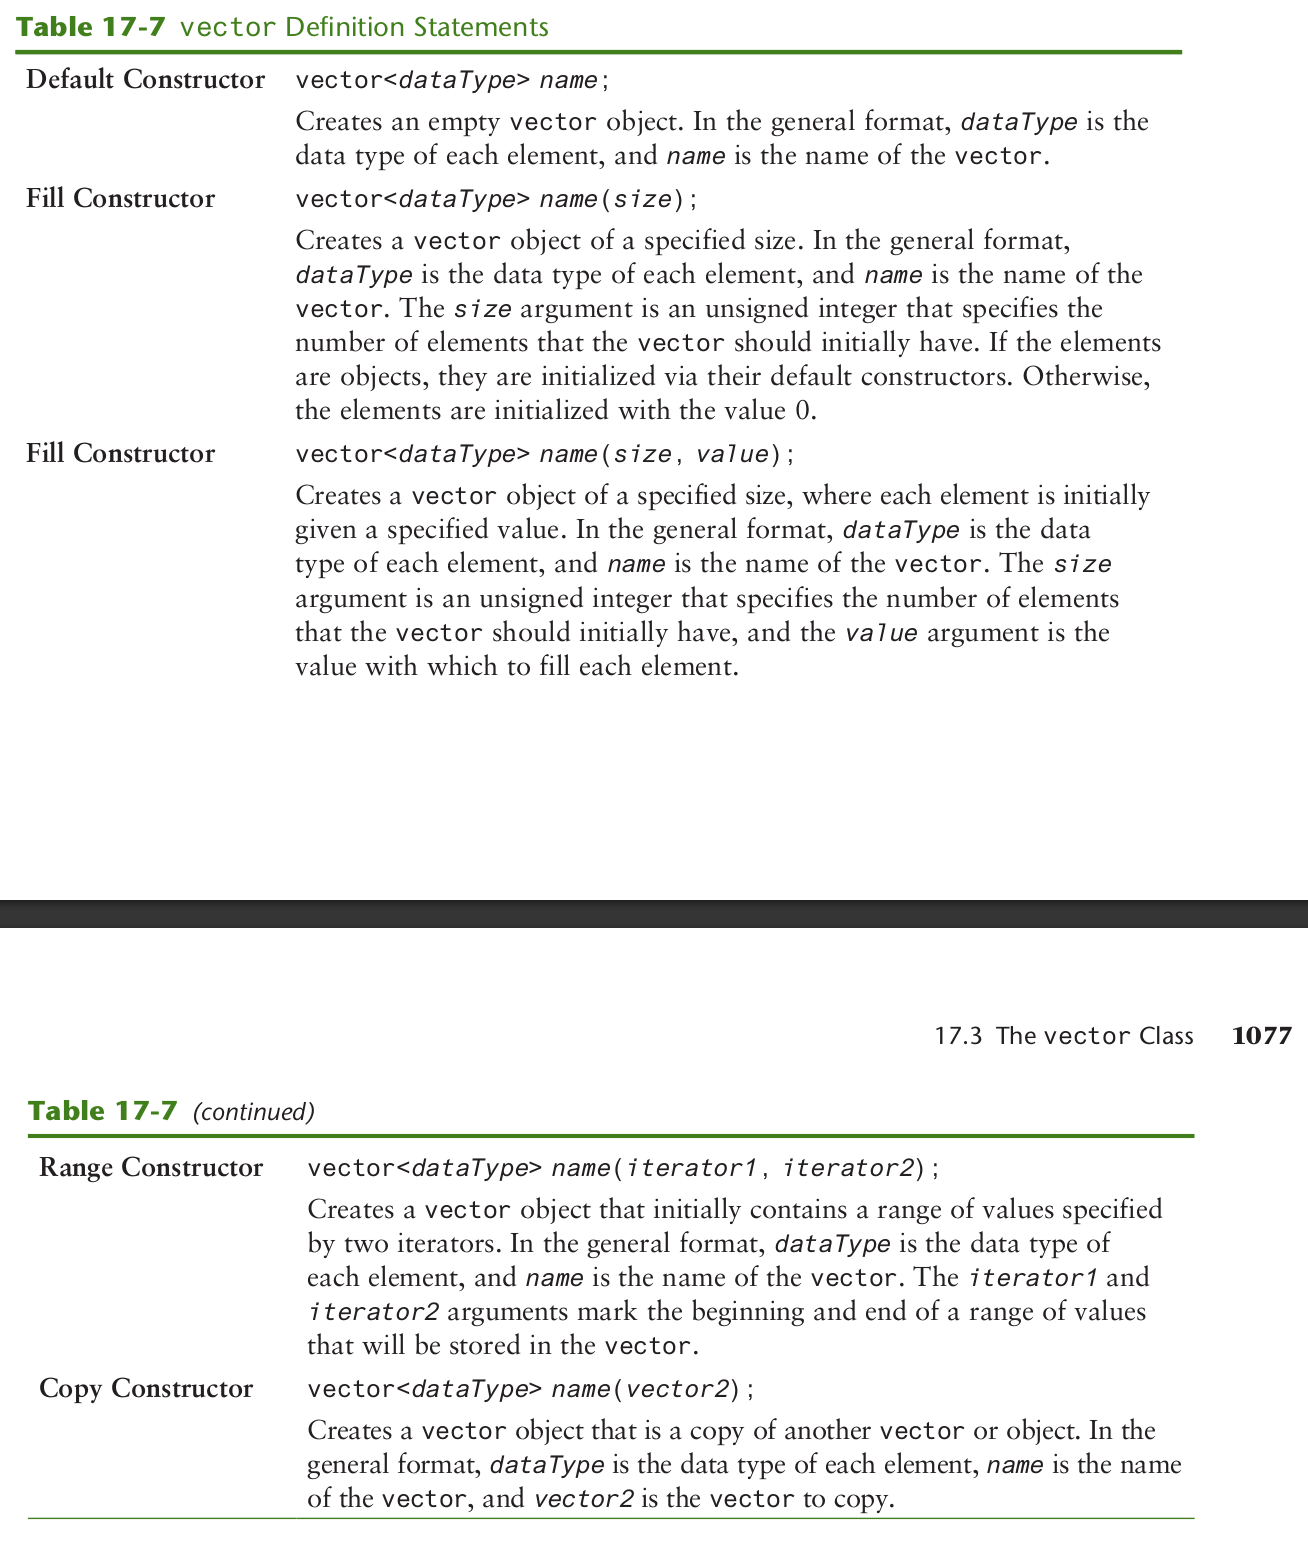 Table 17-7 vector Definition Statements
Default Constructor vector<dataType> name;
Creates an empty vector object. In the general format, dataType is the
data type of each element, and name is the name of the vector.
Fill Constructor vector<dataType> name(size);
Creates a vector object of a specified size. In the general format,
dataType is the data type of each element, and name is the name of the
vector. The size argument is an unsigned integer that specifies the
number of elements that the vector should initially have. If the elements
are objects, they are initialized via their default constructors. Otherwise,
the elements are initialized with the value 0.
Fill Constructor vector<dataType> name(size, value);
Creates a vector object of a specified size, where each element is initially
given a specified value. In the general format, dataType is the data
type of each element, and name is the name of the vector. The size
argument is an unsigned integer that specifies the number of elements
that the vector should initially have, and the value argument is the
value with which to fill each element.
17.3 The vector Class 1077
Table 17-7 (continued)
Range Constructor vector<dataType> name(iterator1, iterator2);
Creates a vector object that initially contains a range of values specified
by two iterators. In the general format, dataType is the data type of
each element, and name is the name of the vector. The iterator1 and
iterator2 arguments mark the beginning and end of a range of values
that will be stored in the vector.
Copy Constructor vector<dataType> name(vector2);
Creates a vector object that is a copy of another vector or object. In the
general format, dataType is the data type of each element, name is the name
of the vector, and vector2 is the vector to copy.